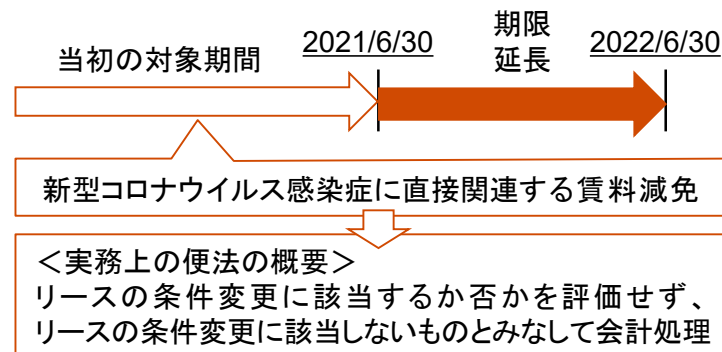 当初の対象期間
2021/6/30
期限
延長
2022/6/30
新型コロナウイルス感染症に直接関連する賃料減免
＜実務上の便法の概要＞
リースの条件変更に該当するか否かを評価せず、
リースの条件変更に該当しないものとみなして会計処理